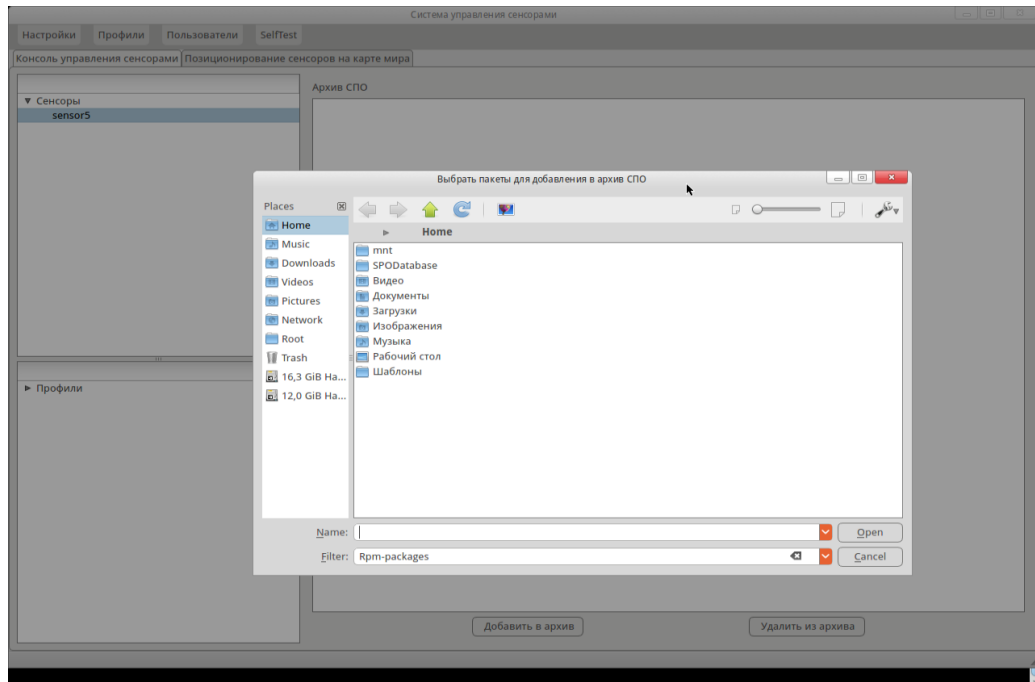 Система управления сенсорами
Настройки Профили Пользователи SelfTest
Консоль управления сенсорами Позиционирование сенсоров на карте мира
Архив СПО
Сенсоры
sensor5
Профили
Выбрать пакеты для добавления в архив СПО
Places
Home
Music
Downloads
Videos
Pictures
Network
Root
Trash
16,3 GiB Ha...
12,0 GiB Ha...
Home
mnt
SPODatabase
Видео
Документы
Загрузки
Изображения
Музыка
Рабочий стол
Шаблоны
Name:
Open
Filter: Rpm-packages
Cancel
Добавить в архив Удалить из архива